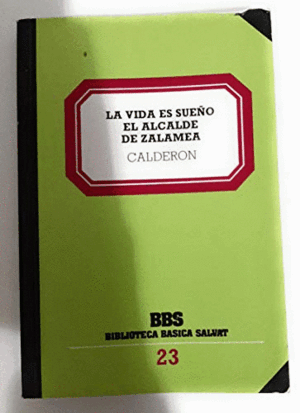 LA VIDA ES SUEÑO
EL ALCALDE
DE ZALAMEA
CALDERON
BBS
BIBLIOTECA BASICA SALVAT
23